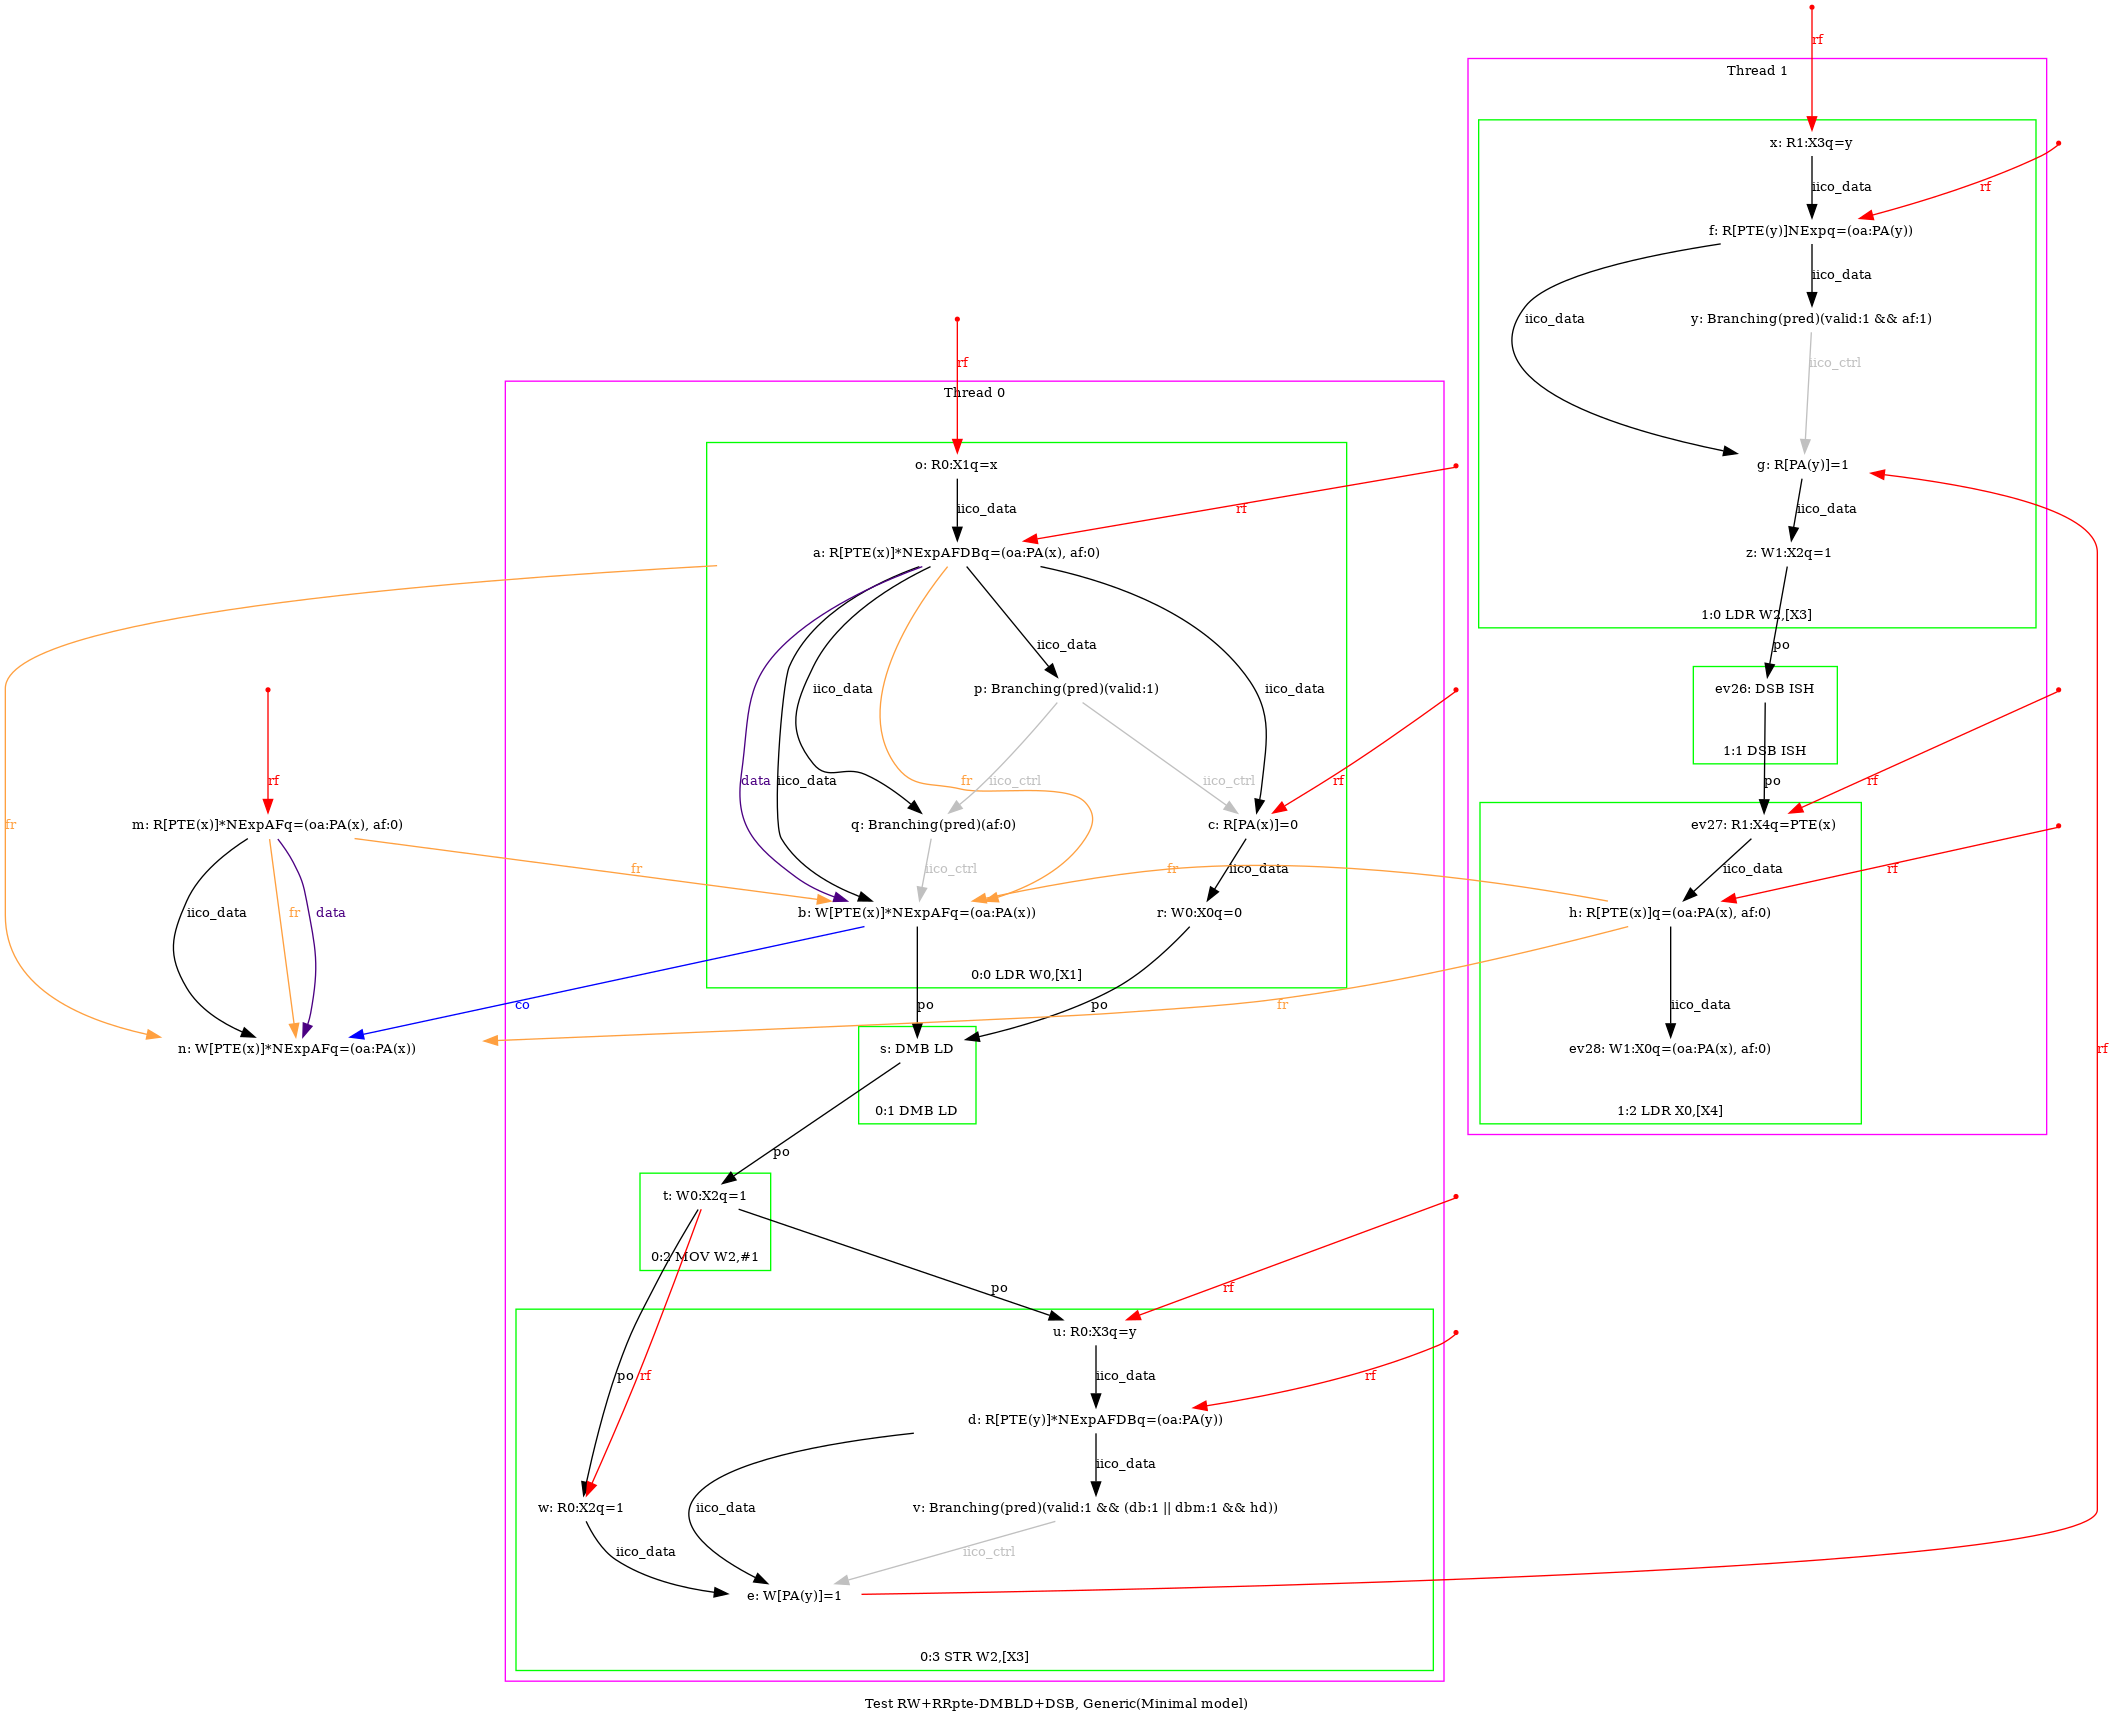 rf
Thread 1
x: R1:X3q=y
iico_data
rf
f: R[PTE(y)]NExpq=(oa:PA(y))
iico_data
iico_data
y: Branching(pred)(valid:1 && af:1)
iico_ctrl
rf
Thread 0
o: R0:X1q=x
g: R[PA(y)]=1
iico_data
rf
iico_data
a: R[PTE(x)]*NExpAFDBq=(oa:PA(x), af:0)
z: W1:X2q=1
1:0 LDR W2,[X3]
iico_data
po
iico_data
p: Branching(pred)(valid:1)
iico_data
ev26: DSB ISH
1:1 DSB ISH
rf
data
iico_data
fr
iico_ctrl
iico_ctrl
rf
po
rf
fr
m: R[PTE(x)]*NExpAFq=(oa:PA(x), af:0)
q: Branching(pred)(af:0)
c: R[PA(x)]=0
ev27: R1:X4q=PTE(x)
fr
iico_ctrl
fr
iico_data
iico_data
rf
iico_data
fr
data
b: W[PTE(x)]*NExpAFq=(oa:PA(x))
r: W0:X0q=0
h: R[PTE(x)]q=(oa:PA(x), af:0)
0:0 LDR W0,[X1]
co
po
po
fr
iico_data
n: W[PTE(x)]*NExpAFq=(oa:PA(x))
s: DMB LD
ev28: W1:X0q=(oa:PA(x), af:0)
rf
0:1 DMB LD
1:2 LDR X0,[X4]
po
t: W0:X2q=1
0:2 MOV W2,#1
po
rf
u: R0:X3q=y
po
rf
iico_data
rf
d: R[PTE(y)]*NExpAFDBq=(oa:PA(y))
iico_data
w: R0:X2q=1
iico_data
v: Branching(pred)(valid:1 && (db:1 || dbm:1 && hd))
iico_data
iico_ctrl
e: W[PA(y)]=1
0:3 STR W2,[X3]
Test RW+RRpte-DMBLD+DSB, Generic(Minimal model)